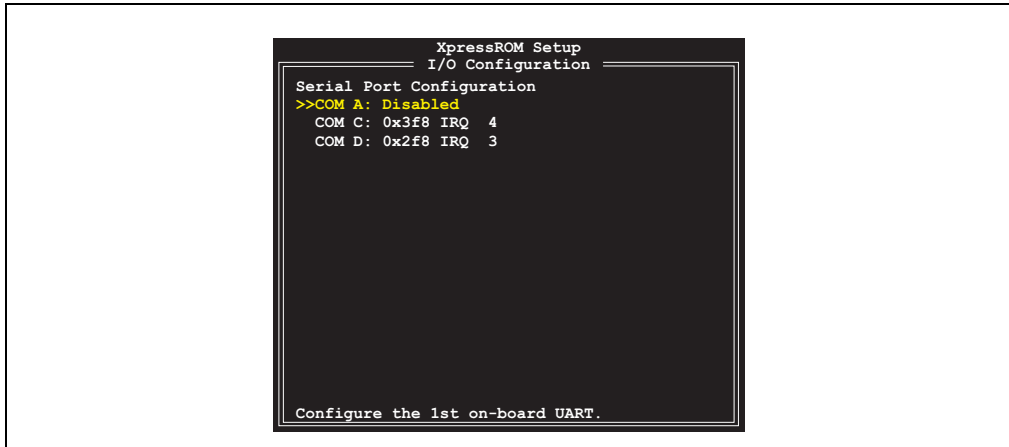 XpressROM Setup
I/O Configuration
Serial Port Configuration
>>COM A: Disabled
COM C: 0x3f8 IRQ 4
COM D: 0x2f8 IRQ 3
Configure the 1st on-board UART.